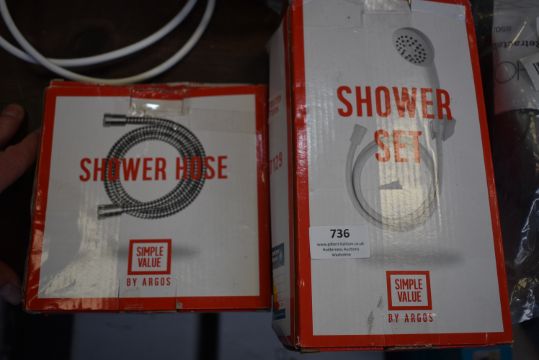 SHOWER HOSE
SIMPLE
VALUE
BY ARGOS
SHOWER
SET
736
SIMPLE
VALUE
BY ARGOS